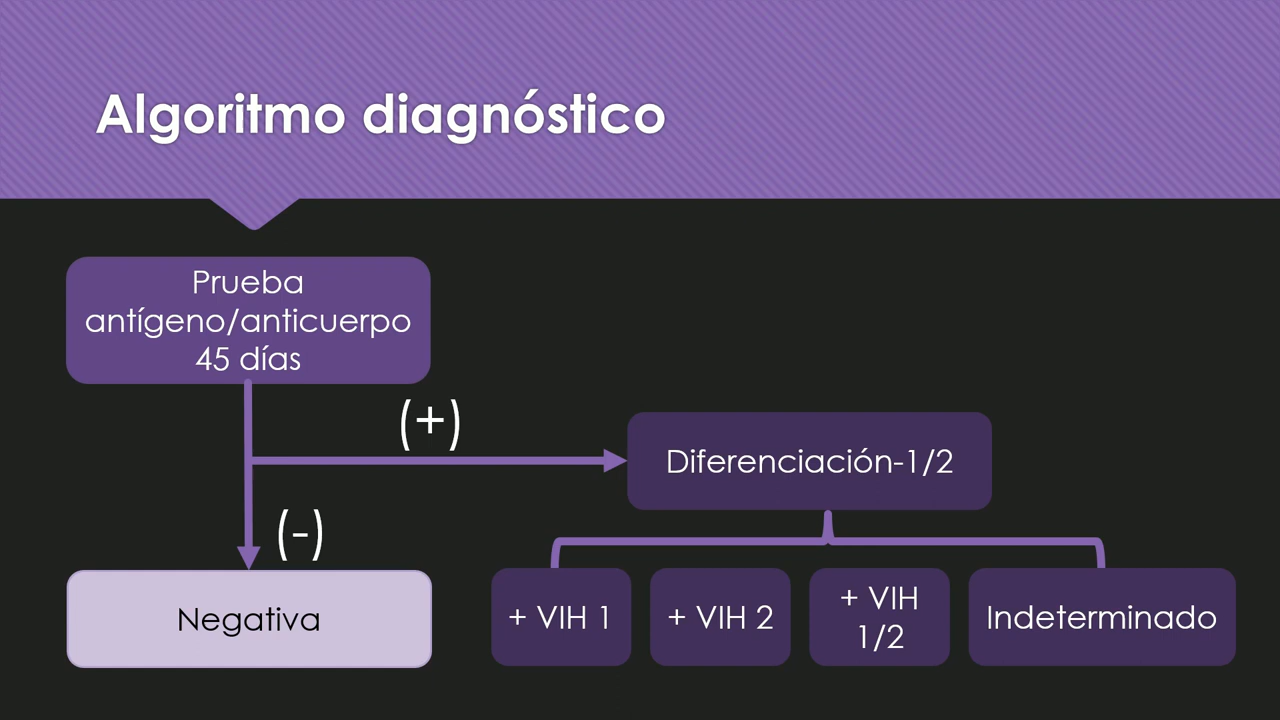 Algoritmo diagnóstico
Prueba
antígeno/anticuerpo
45 días
(+)
Diferenciación-1/2
(-)
Negativa
+ VIH 1
+ VIH 2
+ VIH
1/2
Indeterminado